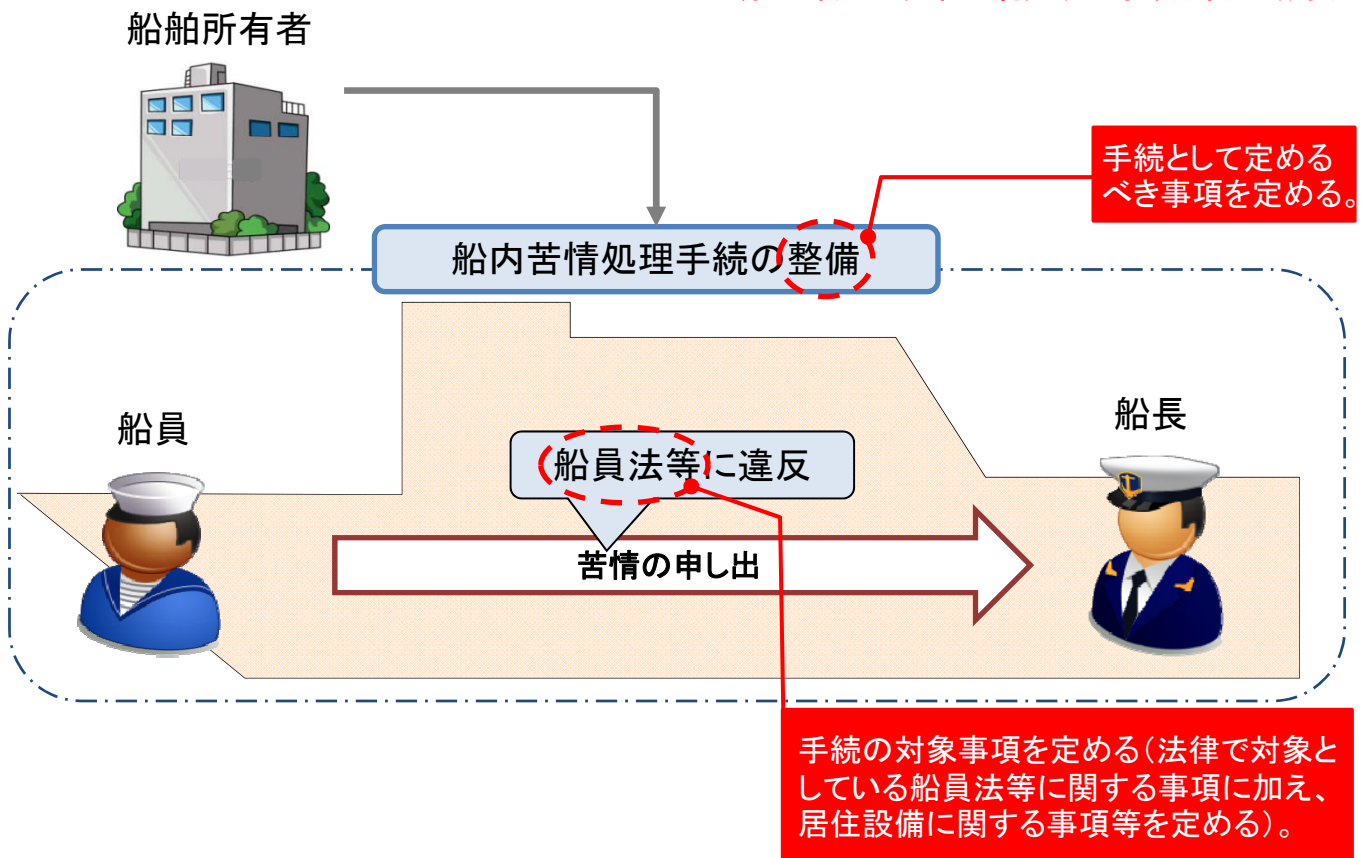 船舶所有者
手続として定める
べき事項を定める。
船内苦情処理手続の整備
船員
船長
船員法等に違反
苦情の申し出
手続の対象事項を定める(法律で対象と
している船員法等に関する事項に加え、
居住設備に関する事項等を定める)。